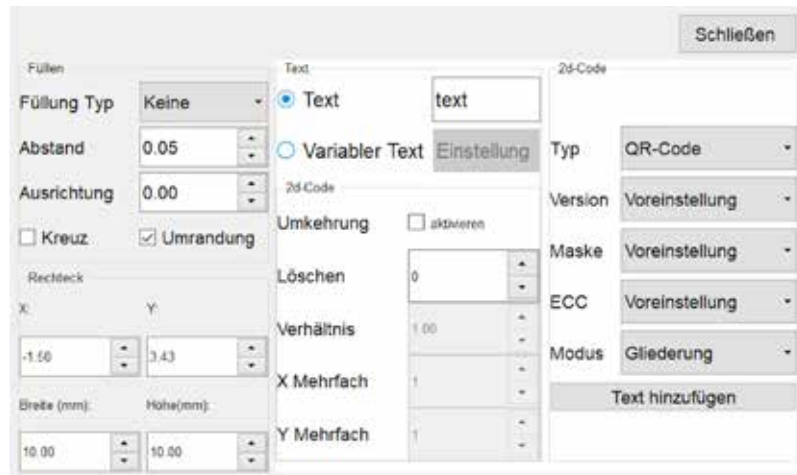 Schließen
Füllen
Füllung Typ Keine
Abstand 0.05
Ausrichtung 0.00
Kreuz Umrandung
Rechteck
X: Y:
-1.50 3.43
Breite (mm): Höhe(mm):
10.00 10.00
Text
Text text
Variabler Text Einstellung
2d-Code
Umkehrung aktivieren
Löschen 0
Verhältnis 1.00
X Mehrfach 1
Y Mehrfach 1
2d-Code
Typ QR-Code
Version Voreinstellung
Maske Voreinstellung
ECC Voreinstellung
Modus Gliederung
Text hinzufügen